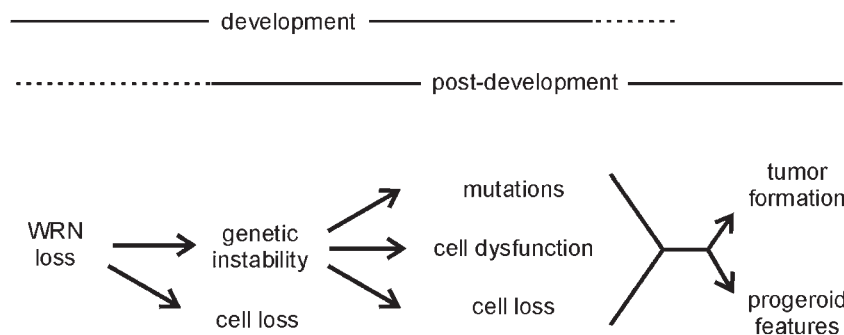 development
post-development
WRN
loss
genetic
instability
cell loss
mutations
cell dysfunction
cell loss
tumor
formation
progeroid
features